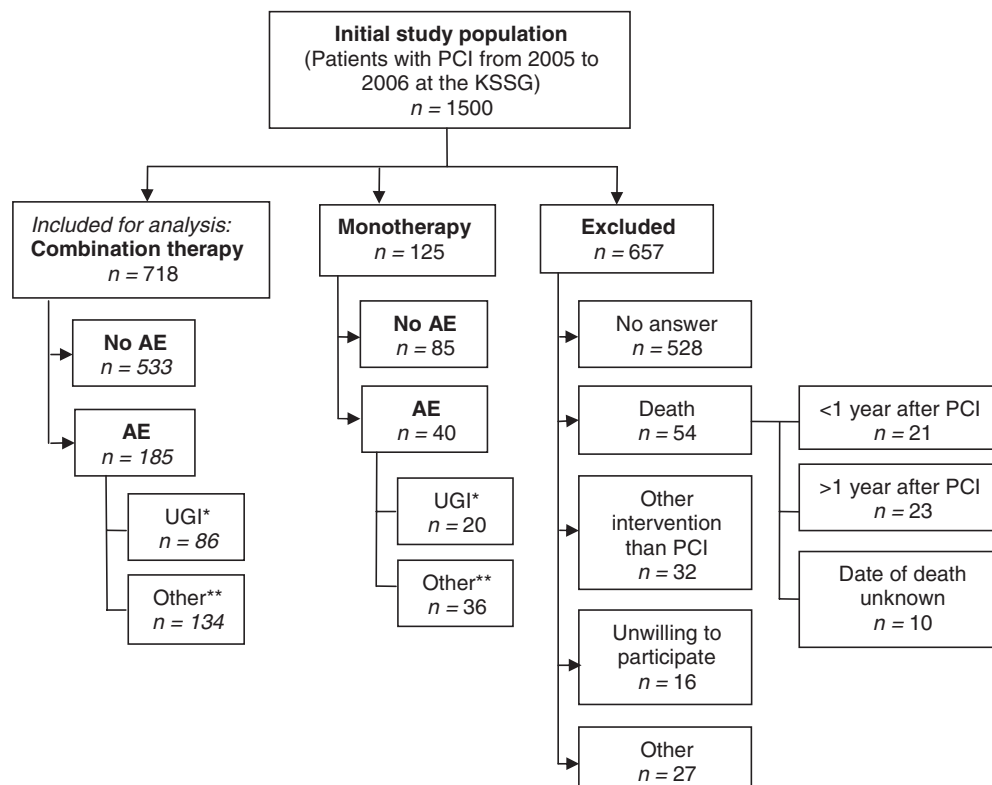 Initial study population
(Patients with PCI from 2005 to
2006 at the KSSG)
n = 1500
Included for analysis:
Combination therapy
n = 718
No AE
n = 533
AE
n = 185
UGI*
n = 86
Other**
n = 134
Monotherapy
n = 125
No AE
n = 85
AE
n = 40
UGI*
n = 20
Other**
n = 36
Excluded
n = 657
No answer
n = 528
Death
n = 54
<1 year after PCI
n = 21
>1 year after PCI
n = 23
Date of death
unknown
n = 10
Other
intervention
than PCI
n = 32
Unwilling to
participate
n = 16
Other
n = 27